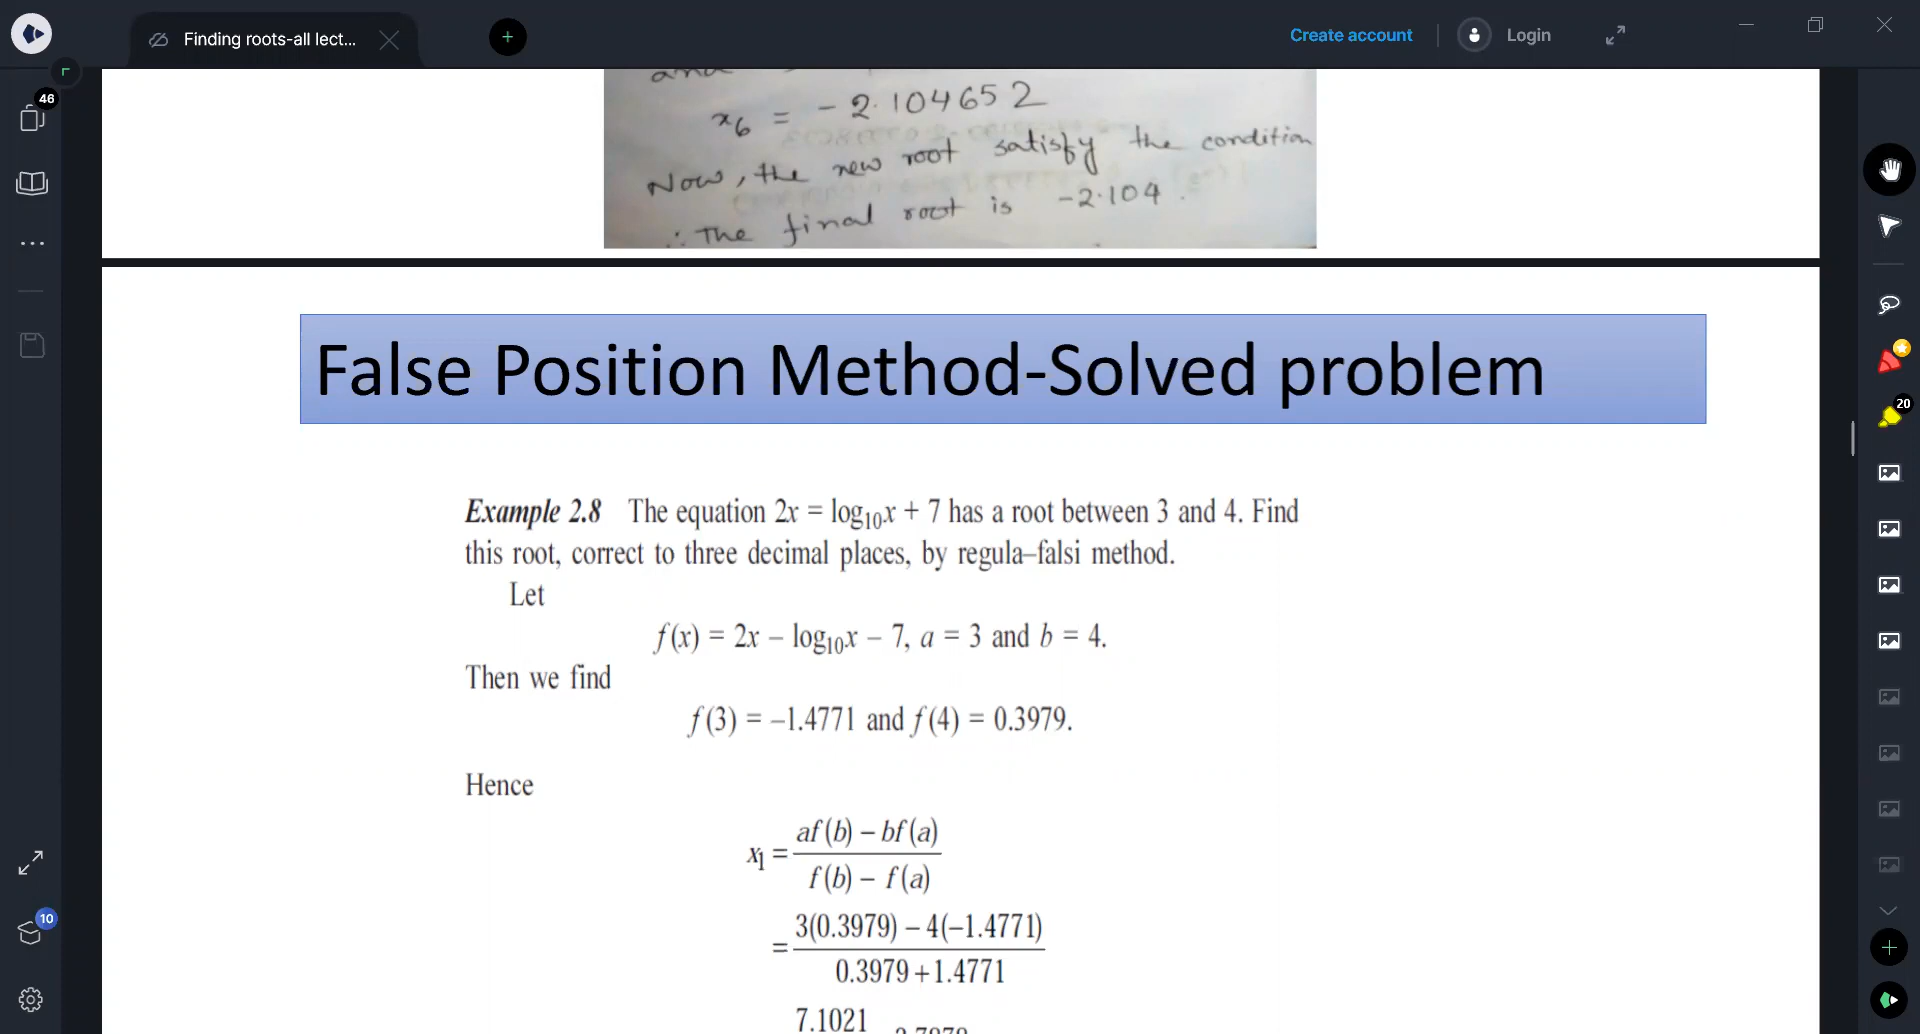 Finding roots-all lect...
Create account
Login
46
x6 = - 2.104652
Now, the new root satisfy the condition
∴ The final root is -2.104.
False Position Method-Solved problem
20
Example 2.8 The equation 2x = log₁₀x + 7 has a root between 3 and 4. Find
this root, correct to three decimal places, by regula–falsi method.
Let
f(x) = 2x – log₁₀x – 7, a = 3 and b = 4.
Then we find
f(3) = –1.4771 and f(4) = 0.3979.
Hence
x₁ = af(b) – bf(a)
f(b) – f(a)
= 3(0.3979) – 4(–1.4771)
0.3979 + 1.4771
7.1021
10